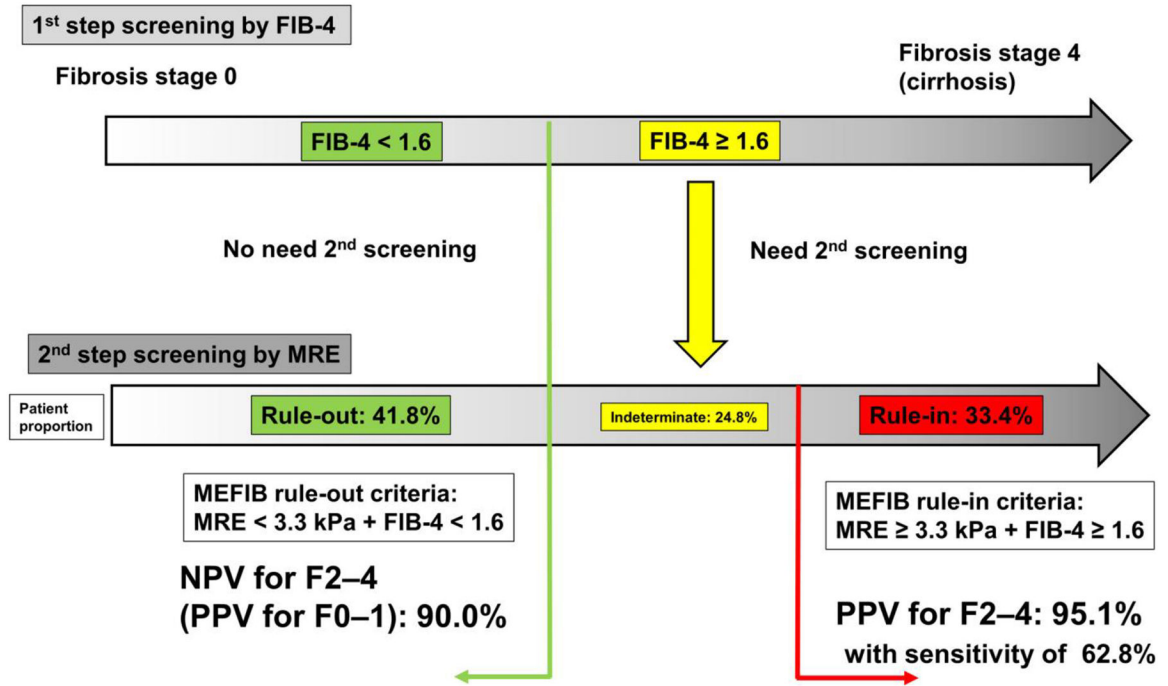 1st step screening by FIB-4
Fibrosis stage 0
Fibrosis stage 4
(cirrhosis)
FIB-4 < 1.6
FIB-4 ≥ 1.6
No need 2nd screening
Need 2nd screening
2nd step screening by MRE
Patient
proportion
Rule-out: 41.8%
Indeterminate: 24.8%
Rule-in: 33.4%
MEFIB rule-out criteria:
MRE < 3.3 kPa + FIB-4 < 1.6
MEFIB rule-in criteria:
MRE ≥ 3.3 kPa + FIB-4 ≥ 1.6
NPV for F2–4
(PPV for F0–1): 90.0%
PPV for F2–4: 95.1%
with sensitivity of 62.8%